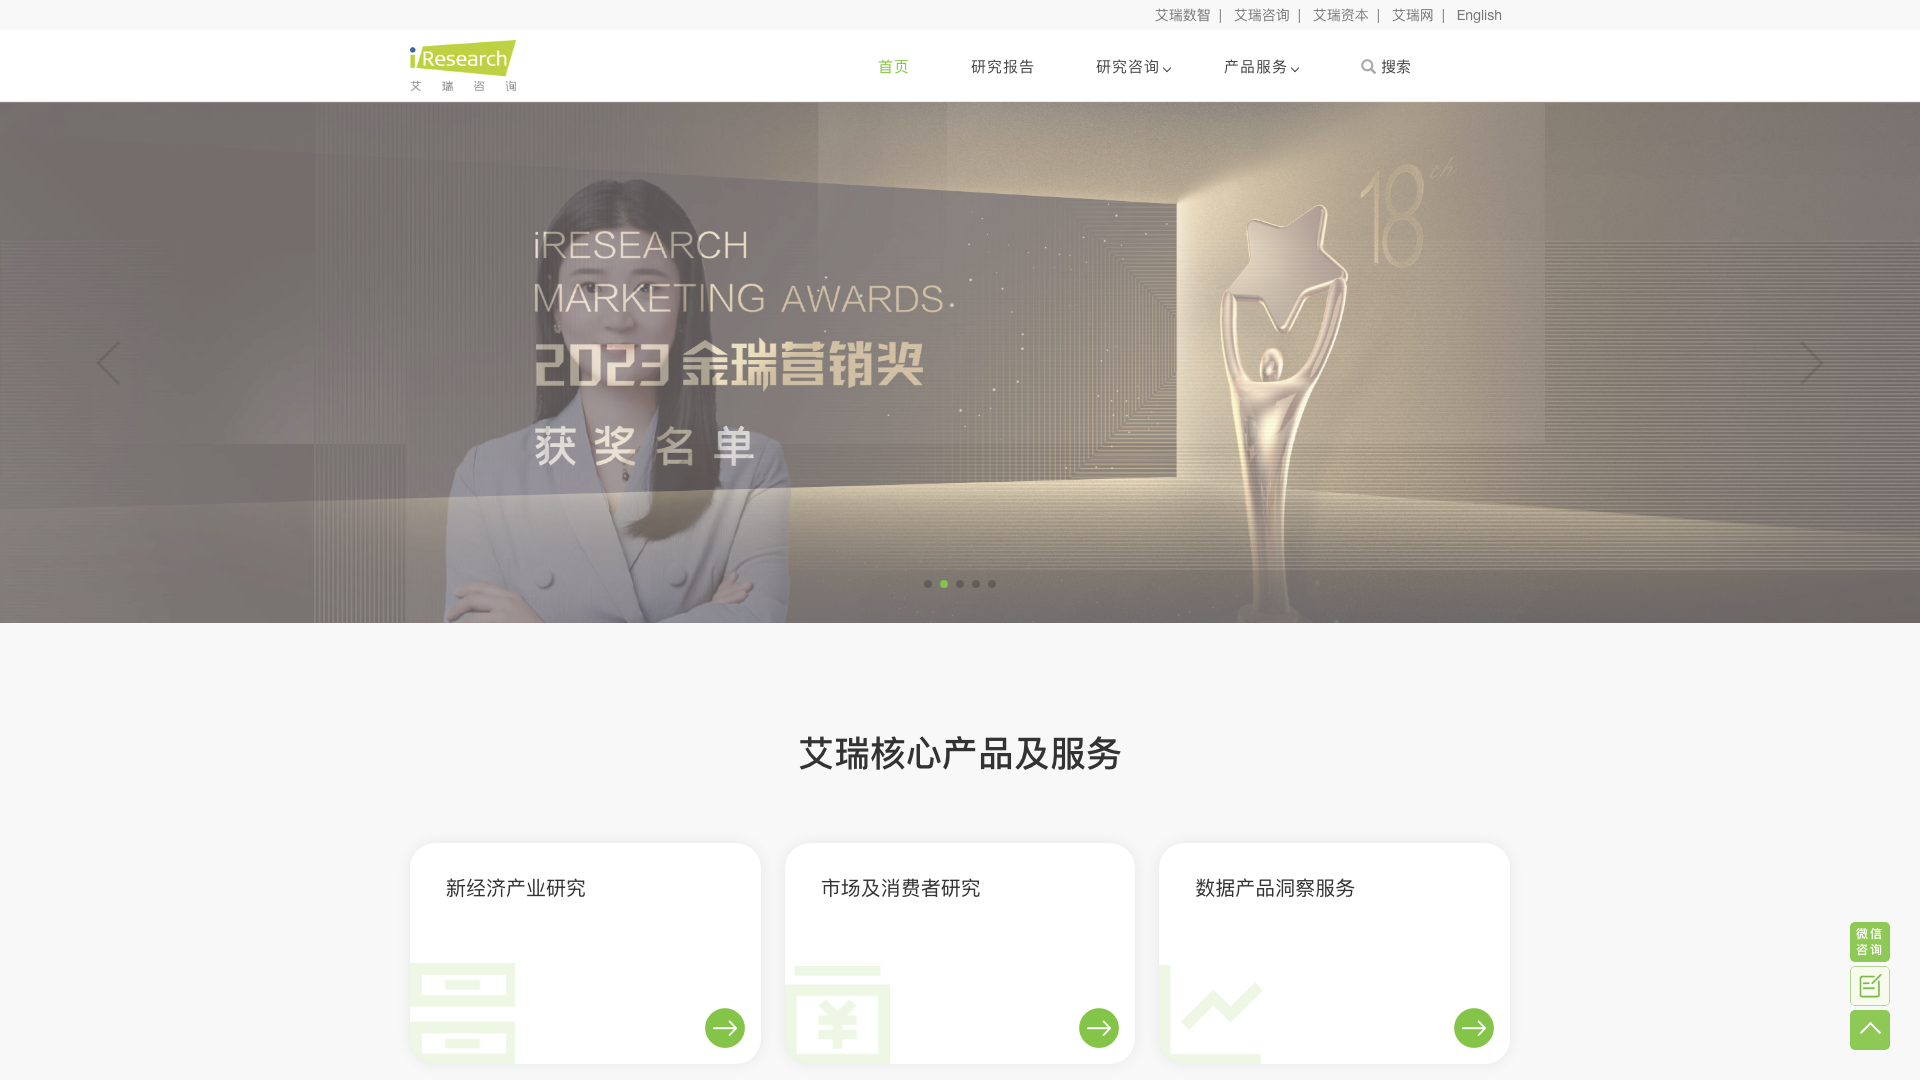 艾瑞数智 | 艾瑞咨询 | 艾瑞资本 | 艾瑞网 | English
iResearch
艾瑞咨询
首页 研究报告 研究咨询 产品服务 搜索
18th
iRESEARCH
MARKETING AWARDS
2023 金瑞营销奖
获奖名单
艾瑞核心产品及服务
新经济产业研究
市场及消费者研究
数据产品洞察服务
微信
咨询